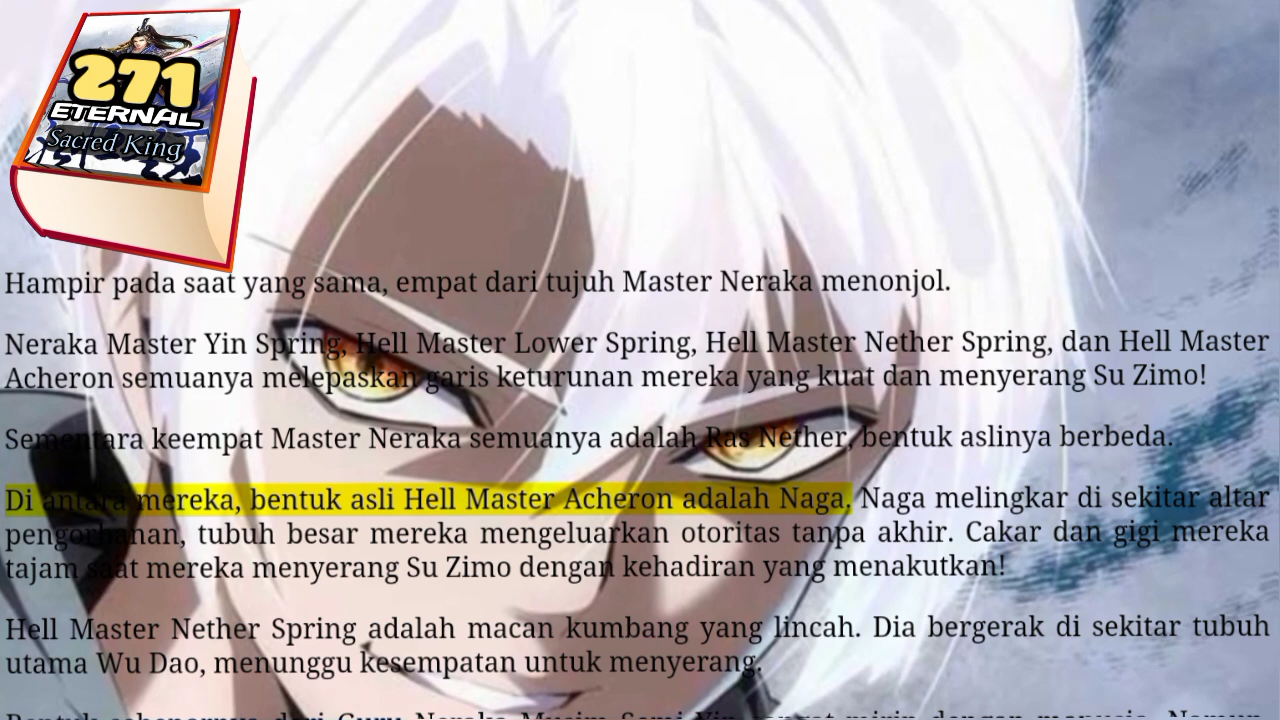 271
ETERNAL
Sacred King
Hampir pada saat yang sama, empat dari tujuh Master Neraka menonjol.
Neraka Master Yin Spring, Hell Master Lower Spring, Hell Master Nether Spring, dan Hell Master
Acheron semuanya melepaskan garis keturunan mereka yang kuat dan menyerang Su Zimo!
Sementara keempat Master Neraka semuanya adalah Ras Nether, bentuk aslinya berbeda.
Di antara mereka, bentuk asli Hell Master Acheron adalah Naga. Naga melingkar di sekitar altar
pengorbanan, tubuh besar mereka mengeluarkan otoritas tanpa akhir. Cakar dan gigi mereka
tajam saat mereka menyerang Su Zimo dengan kehadiran yang menakutkan!
Hell Master Nether Spring adalah macan kumbang yang lincah. Dia bergerak di sekitar tubuh
utama Wu Dao, menunggu kesempatan untuk menyerang.